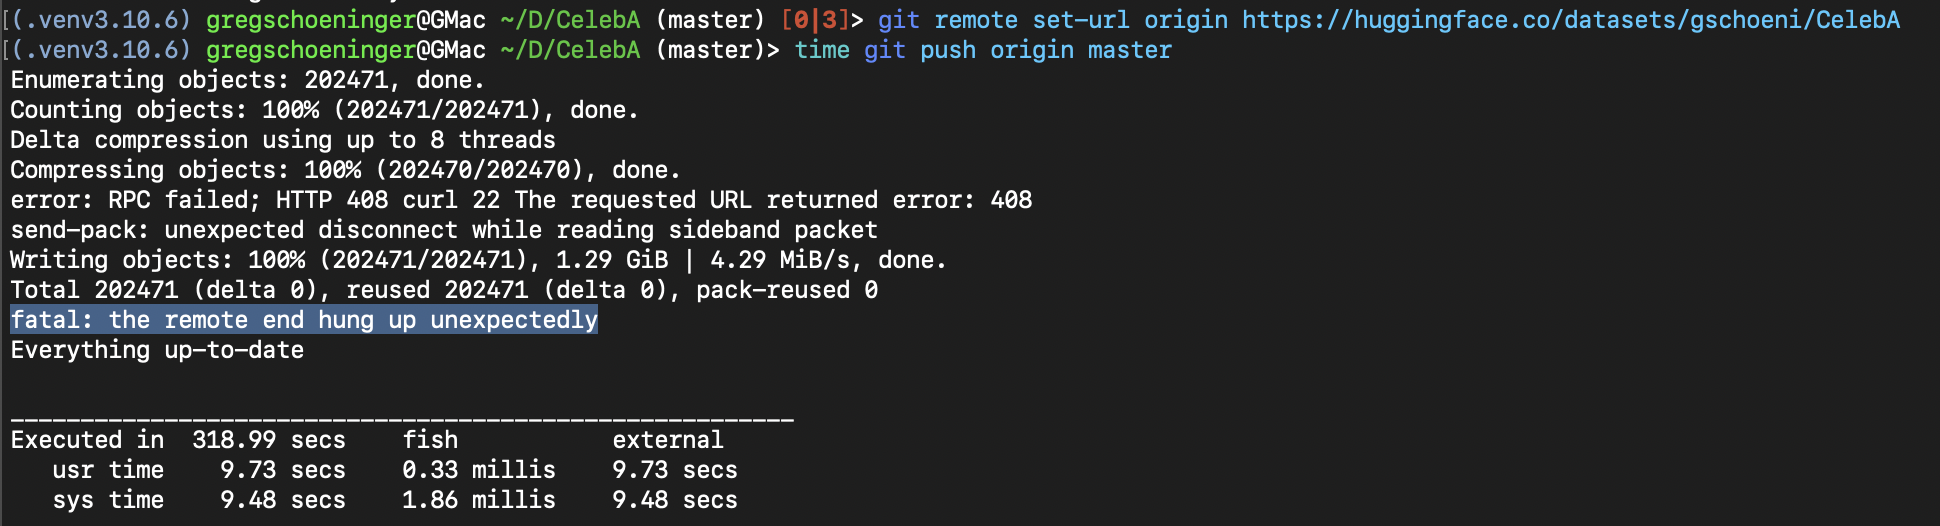 [(.venv3.10.6) gregschoeninger@GMac ~/D/CelebA (master) [0|3]> git remote set-url origin https://huggingface.co/datasets/gschoeni/CelebA
[(.venv3.10.6) gregschoeninger@GMac ~/D/CelebA (master)> time git push origin master
Enumerating objects: 202471, done.
Counting objects: 100% (202471/202471), done.
Delta compression using up to 8 threads
Compressing objects: 100% (202470/202470), done.
error: RPC failed; HTTP 408 curl 22 The requested URL returned error: 408
send-pack: unexpected disconnect while reading sideband packet
Writing objects: 100% (202471/202471), 1.29 GiB | 4.29 MiB/s, done.
Total 202471 (delta 0), reused 202471 (delta 0), pack-reused 0
fatal: the remote end hung up unexpectedly
Everything up-to-date
________________________________________________________
Executed in  318.99 secs    fish           external
   usr time    9.73 secs    0.33 millis    9.73 secs
   sys time    9.48 secs    1.86 millis    9.48 secs